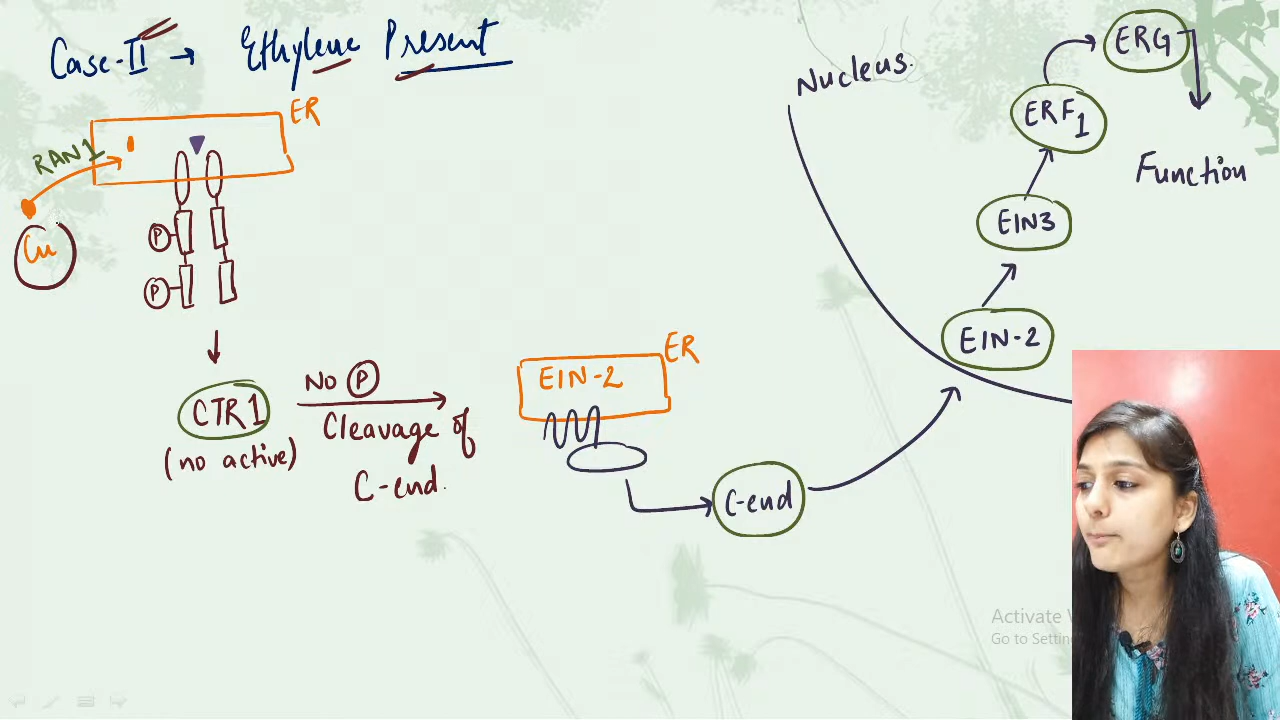 Case-II → Ethylene Present
ER
RAN1
Cu
P
P
CTR1
(no active)
No P
Cleavage of
C-end.
ER
EIN-2
C-end
Nucleus.
EIN-2
EIN3
ERF1
ERG
Function
Activate
Go to Settin